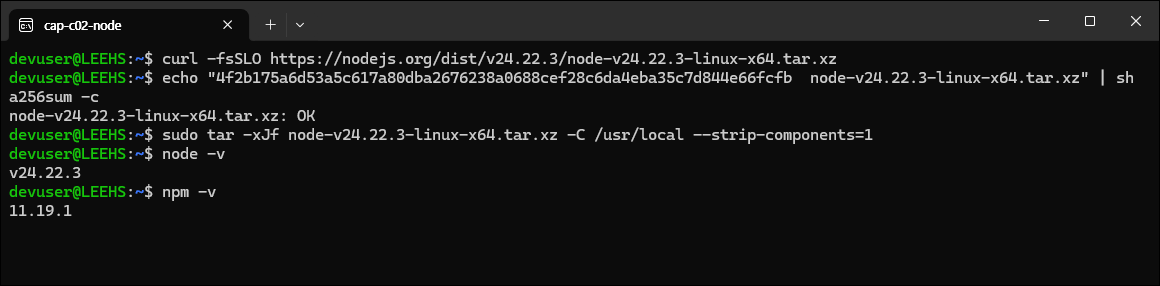 cap-c02-node
devuser@LEEHS:~$ curl -fsSLO https://nodejs.org/dist/v24.22.3/node-v24.22.3-linux-x64.tar.xz
devuser@LEEHS:~$ echo "4f2b175a6d53a5c617a80dba2676238a0688cef28c6da4eba35c7d844e66fcfb  node-v24.22.3-linux-x64.tar.xz" | sh
a256sum -c
node-v24.22.3-linux-x64.tar.xz: OK
devuser@LEEHS:~$ sudo tar -xJf node-v24.22.3-linux-x64.tar.xz -C /usr/local --strip-components=1
devuser@LEEHS:~$ node -v
v24.22.3
devuser@LEEHS:~$ npm -v
11.19.1